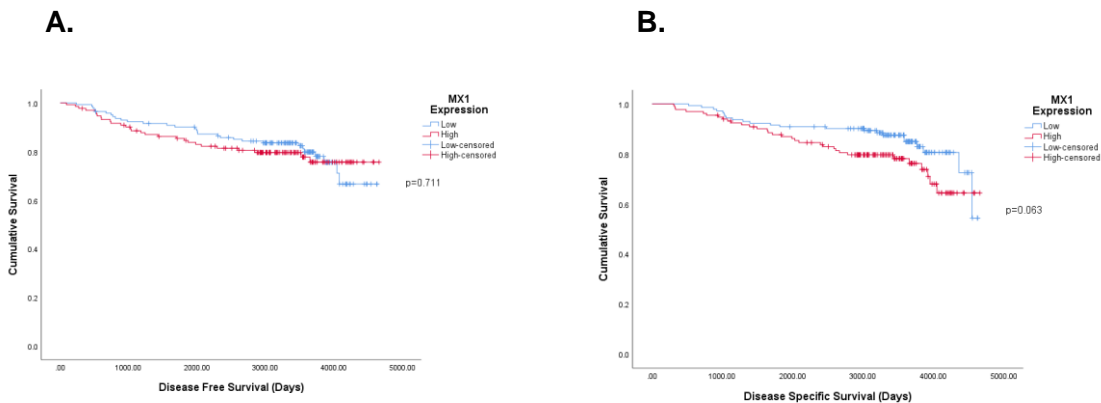 A.
MX1
Expression
Low
High
Low-censored
High-censored
p=0.711
Cumulative Survival
1.0
0.8
0.6
0.4
0.2
0.0
.00 1000.00 2000.00 3000.00 4000.00 5000.00
Disease Free Survival (Days)
B.
MX1
Expression
Low
High
Low-censored
High-censored
p=0.063
Cumulative Survival
1.0
0.8
0.6
0.4
0.2
0.0
.00 1000.00 2000.00 3000.00 4000.00 5000.00
Disease Specific Survival (Days)